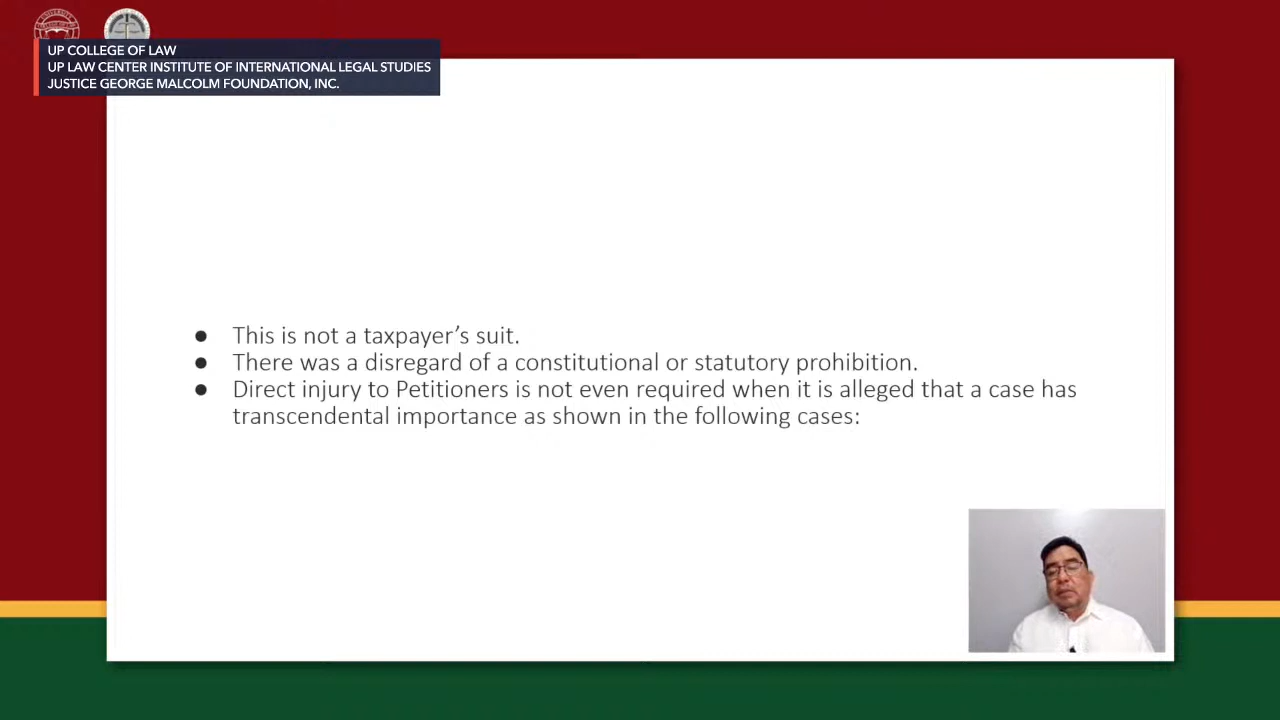 UP COLLEGE OF LAW
UP LAW CENTER INSTITUTE OF INTERNATIONAL LEGAL STUDIES
JUSTICE GEORGE MALCOLM FOUNDATION, INC.
● This is not a taxpayer’s suit.
● There was a disregard of a constitutional or statutory prohibition.
● Direct injury to Petitioners is not even required when it is alleged that a case has
transcendental importance as shown in the following cases: